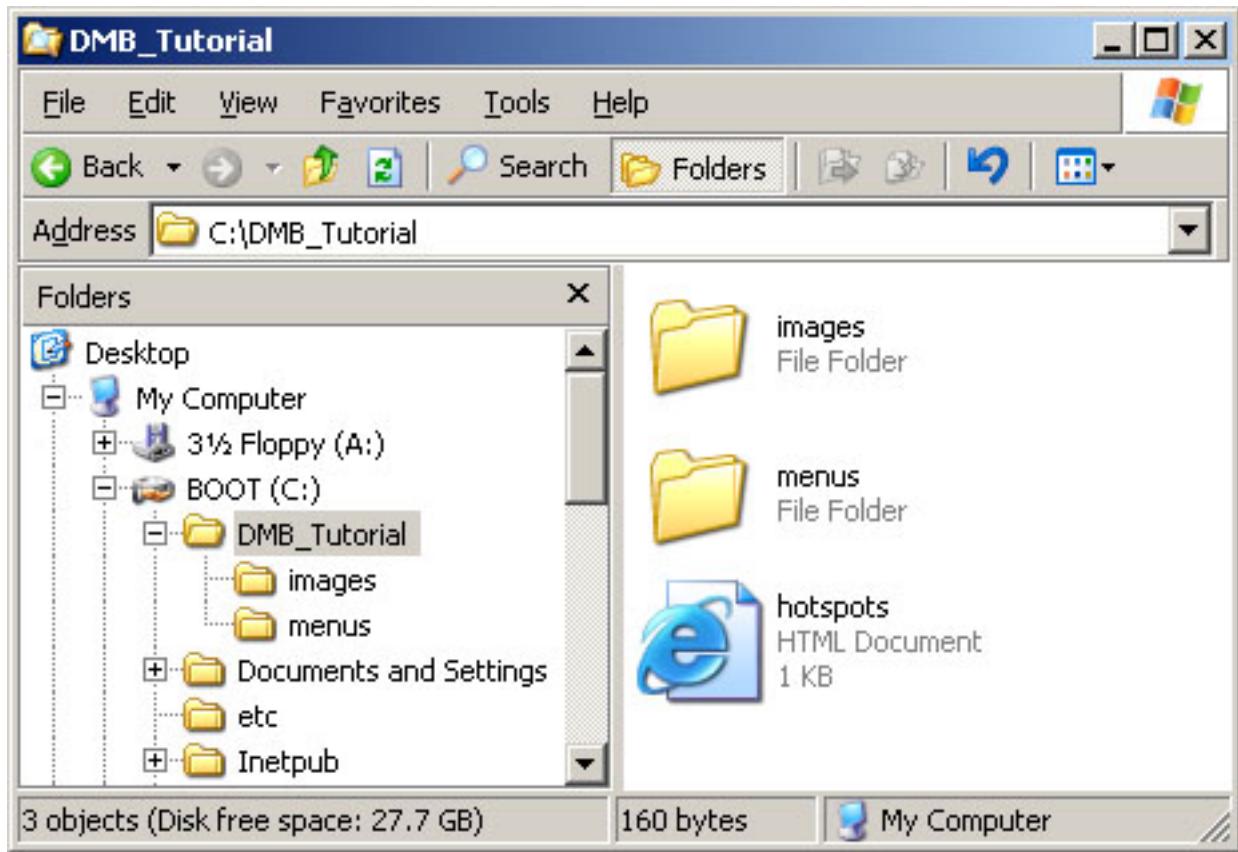 DMB_Tutorial
File Edit View Favorites Tools Help
Back Search Folders
Address C:\DMB_Tutorial
Folders
Desktop
My Computer
3½ Floppy (A:)
BOOT (C:)
DMB_Tutorial
images
menus
Documents and Settings
etc
Inetpub
images
File Folder
menus
File Folder
hotspots
HTML Document
1 KB
3 objects (Disk free space: 27.7 GB) 160 bytes My Computer